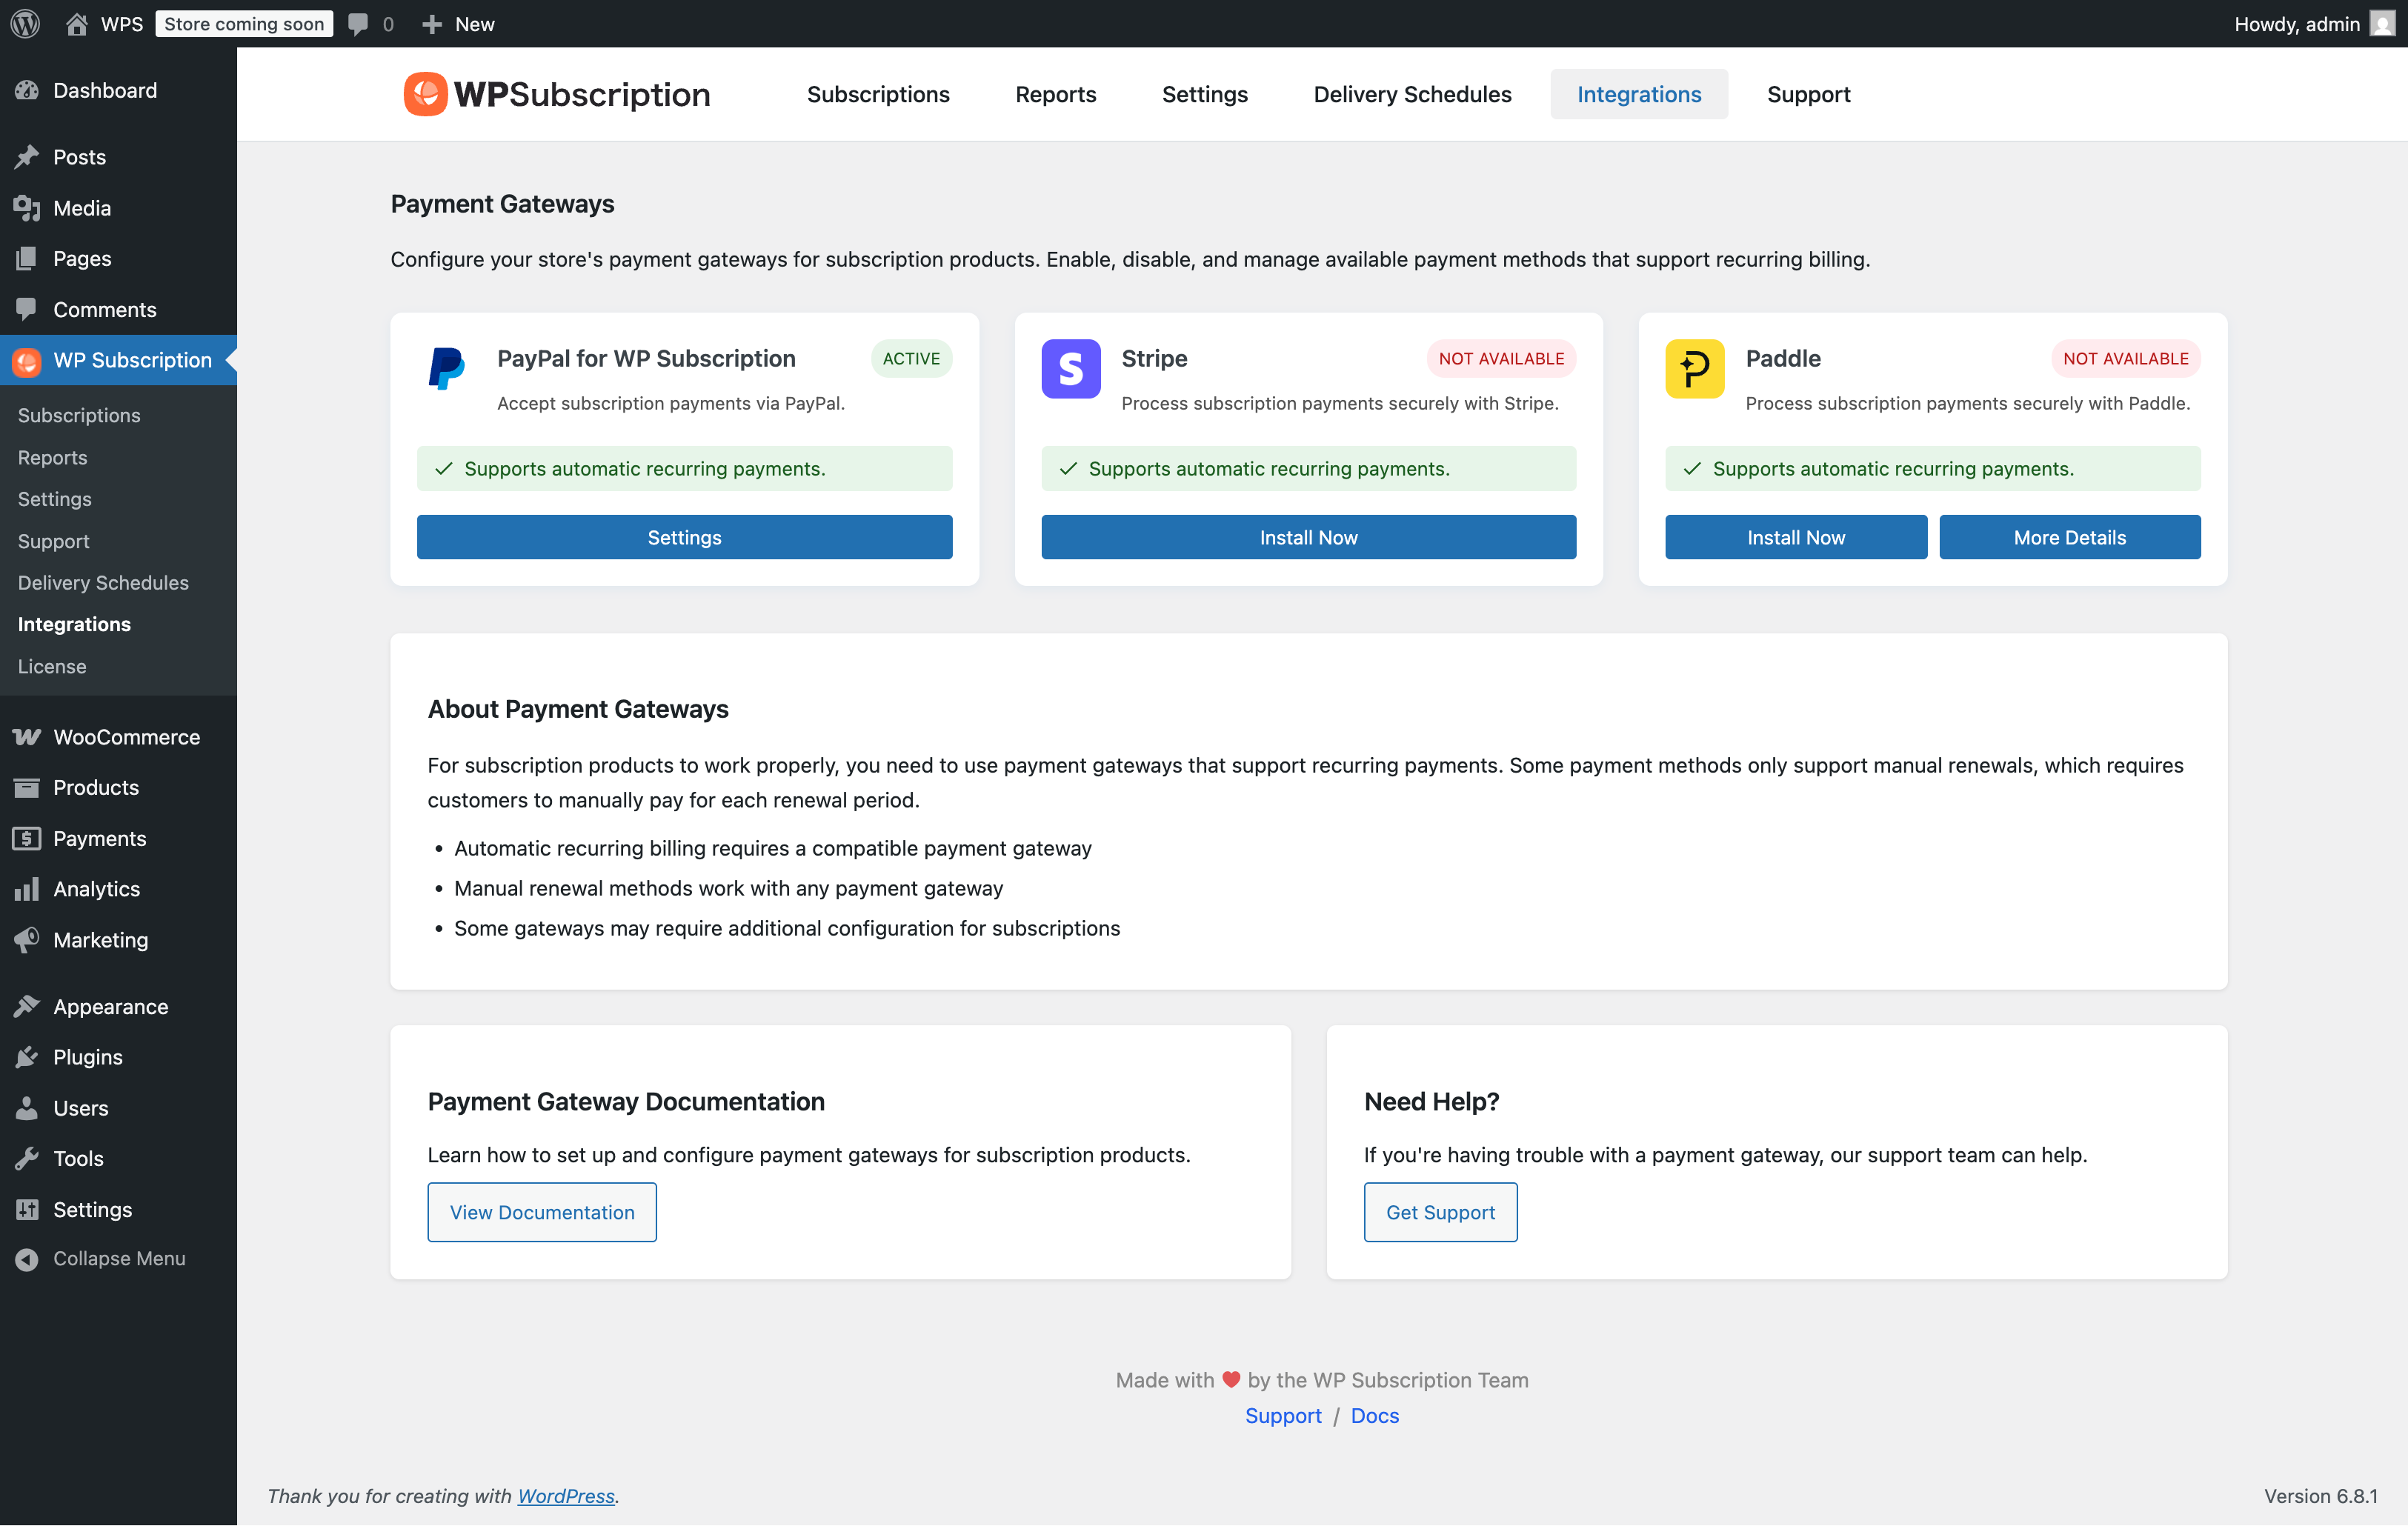 WPS
Store coming soon
0
New
Howdy, admin
Dashboard
Posts
Media
Pages
Comments
WP Subscription
Subscriptions
Reports
Settings
Support
Delivery Schedules
Integrations
License
WooCommerce
Products
Payments
Analytics
Marketing
Appearance
Plugins
Users
Tools
Settings
Collapse Menu
WPSubscription
Subscriptions
Reports
Settings
Delivery Schedules
Integrations
Support
Payment Gateways
Configure your store's payment gateways for subscription products. Enable, disable, and manage available payment methods that support recurring billing.
PayPal for WP Subscription
ACTIVE
Accept subscription payments via PayPal.
Supports automatic recurring payments.
Settings
Stripe
NOT AVAILABLE
Process subscription payments securely with Stripe.
Supports automatic recurring payments.
Install Now
Paddle
NOT AVAILABLE
Process subscription payments securely with Paddle.
Supports automatic recurring payments.
Install Now
More Details
About Payment Gateways
For subscription products to work properly, you need to use payment gateways that support recurring payments. Some payment methods only support manual renewals, which requires
customers to manually pay for each renewal period.
• Automatic recurring billing requires a compatible payment gateway
• Manual renewal methods work with any payment gateway
• Some gateways may require additional configuration for subscriptions
Payment Gateway Documentation
Learn how to set up and configure payment gateways for subscription products.
View Documentation
Need Help?
If you're having trouble with a payment gateway, our support team can help.
Get Support
Made with ❤ by the WP Subscription Team
Support / Docs
Thank you for creating with WordPress.
Version 6.8.1